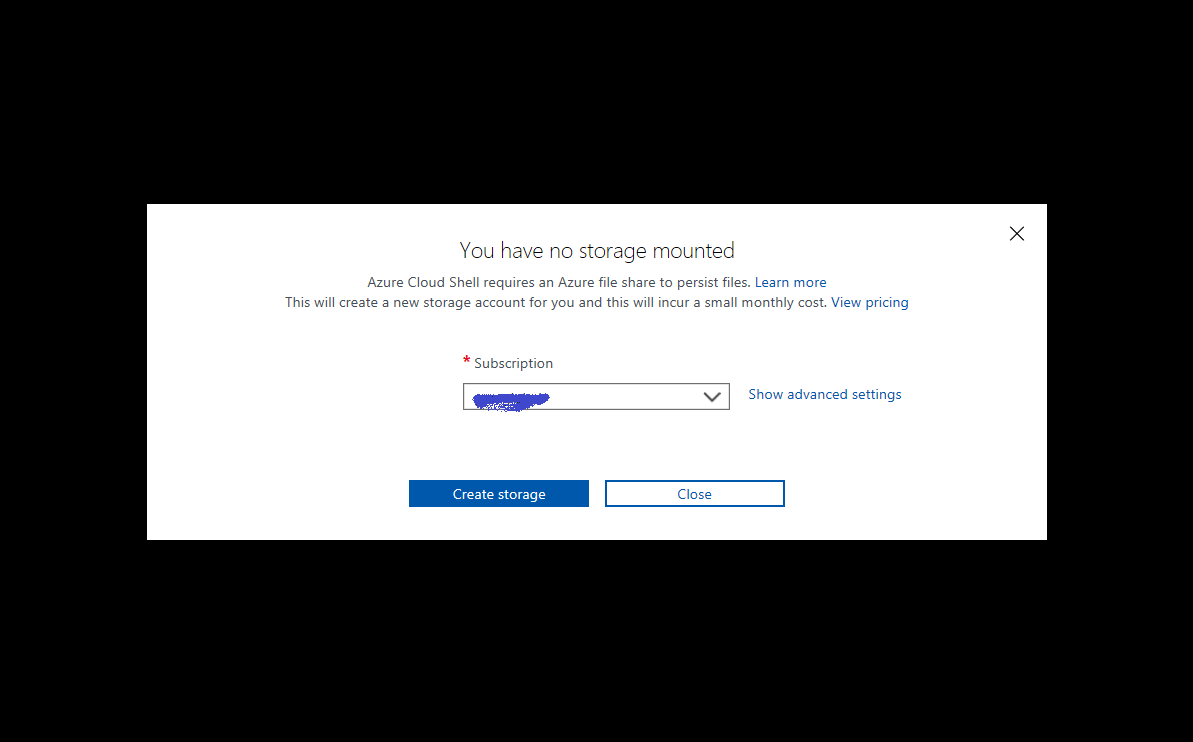 You have no storage mounted
Azure Cloud Shell requires an Azure file share to persist files. Learn more
This will create a new storage account for you and this will incur a small monthly cost. View pricing
* Subscription
Show advanced settings
Create storage
Close